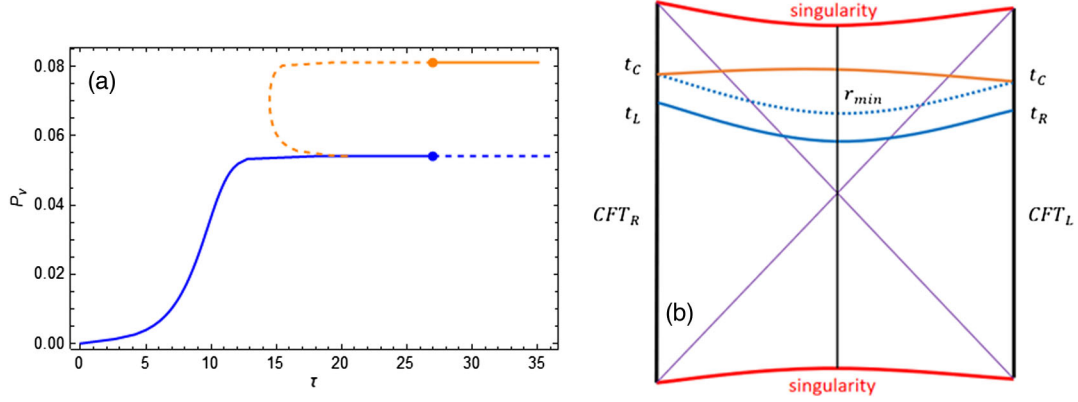 (a)
0.08
0.06
0.04
0.02
0.00
P_v
0 5 10 15 20 25 30 35
τ
(b)
singularity
t_C t_C
r_min
t_L t_R
CFT_R CFT_L
singularity